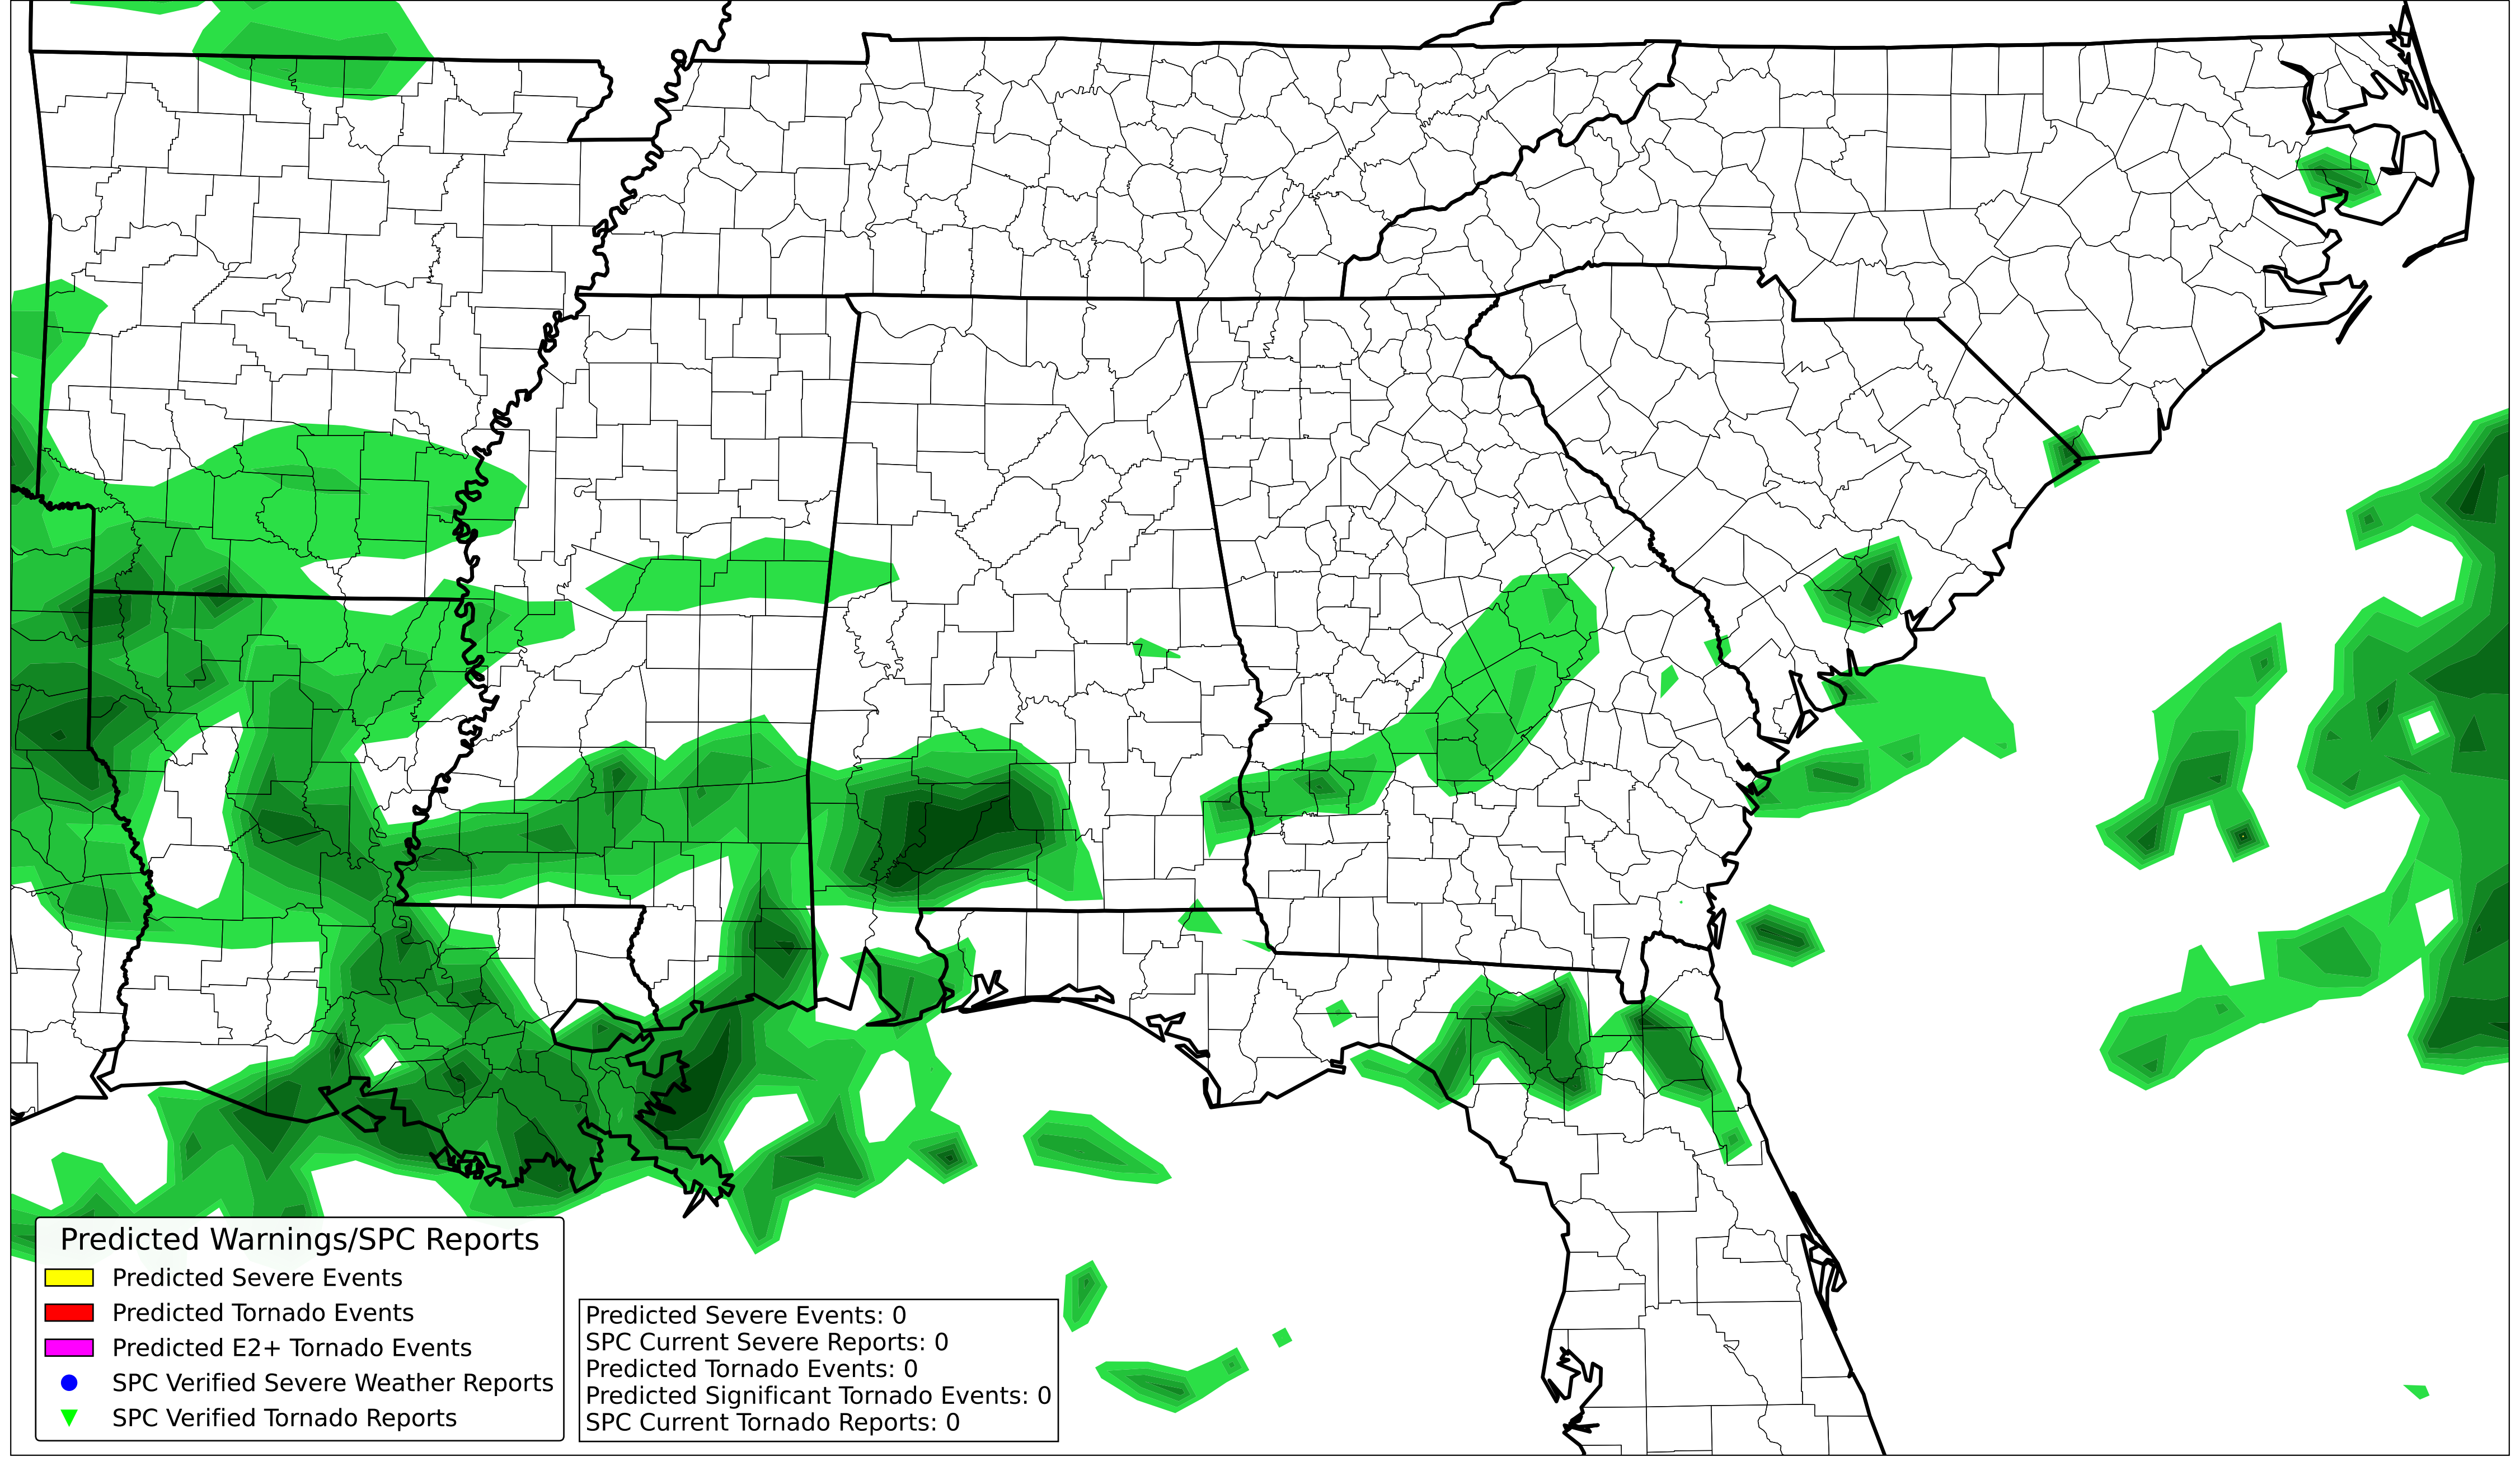 Predicted Warnings/SPC Reports
Predicted Severe Events
Predicted Tornado Events
Predicted E2+ Tornado Events
SPC Verified Severe Weather Reports
SPC Verified Tornado Reports
Predicted Severe Events: 0
SPC Current Severe Reports: 0
Predicted Tornado Events: 0
Predicted Significant Tornado Events: 0
SPC Current Tornado Reports: 0